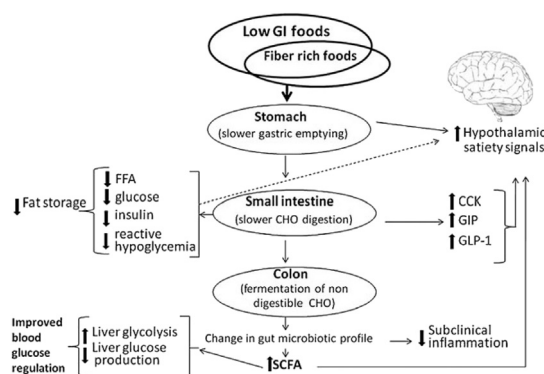 Low GI foods
Fiber rich foods
Stomach
(slower gastric emptying)
Hypothalamic
satiety signals
FFA
glucose
insulin
reactive
hypoglycemia
Fat storage
Small intestine
(slower CHO digestion)
CCK
GIP
GLP-1
Colon
(fermentation of non
digestible CHO)
Improved
blood
glucose
regulation
Liver glycolysis
Liver glucose
production
Change in gut microbiotic profile
Subclinical
inflammation
SCFA